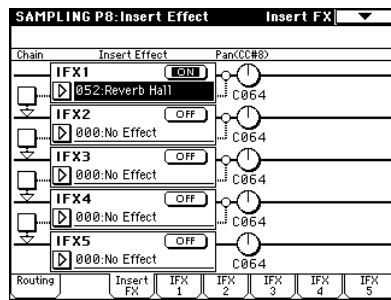 SAMPLING P8:Insert Effect Insert FX
Chain Insert Effect Pan(CC#8)
IFX1 ON
052:Reverb Hall
C064
IFX2 OFF
000:No Effect
C064
IFX3 OFF
000:No Effect
C064
IFX4 OFF
000:No Effect
C064
IFX5 OFF
000:No Effect
C064
Routing Insert FX IFX 1 IFX 2 IFX 3 IFX 4 IFX 5